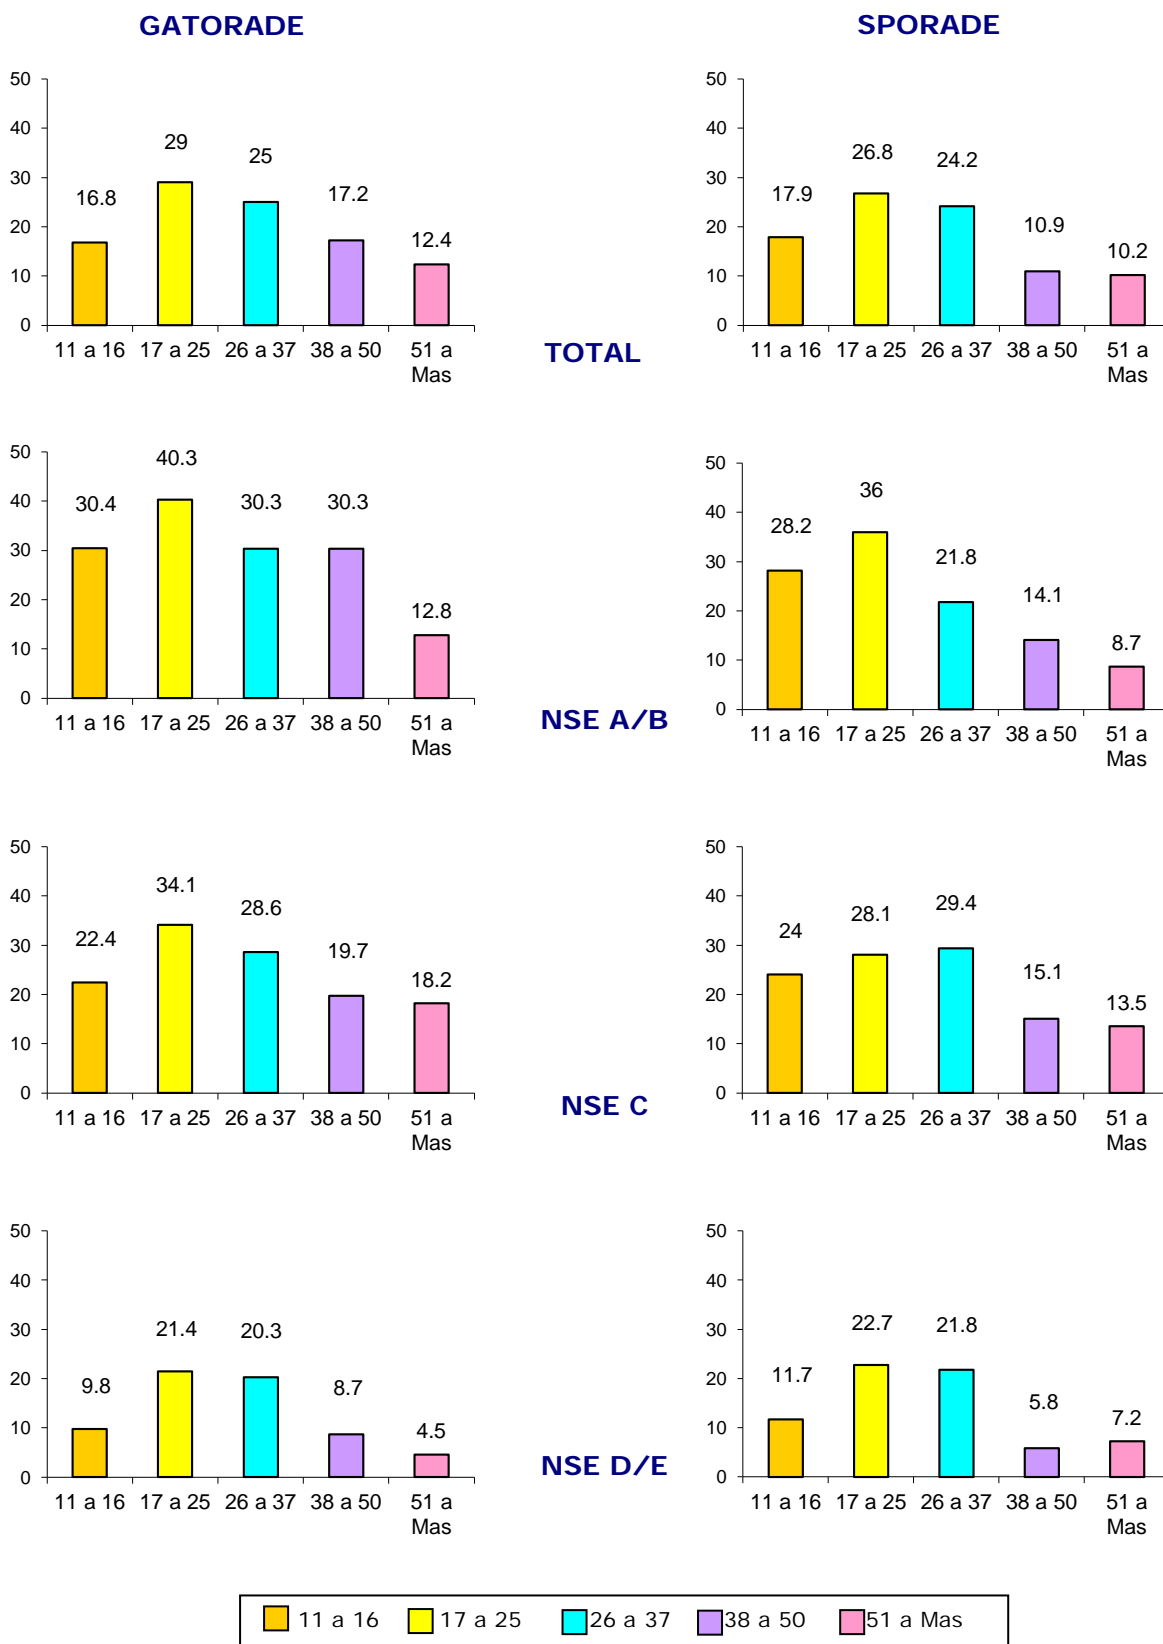 GATORADE
SPORADE
50
40
30
20
10
0
16.8
29
25
17.2
12.4
11 a 16
17 a 25
26 a 37
38 a 50
51 a
Mas
50
40
30
20
10
0
17.9
26.8
24.2
10.9
10.2
11 a 16
17 a 25
26 a 37
38 a 50
51 a
Mas
TOTAL
50
40
30
20
10
0
30.4
40.3
30.3
30.3
12.8
11 a 16
17 a 25
26 a 37
38 a 50
51 a
Mas
50
40
30
20
10
0
28.2
36
21.8
14.1
8.7
11 a 16
17 a 25
26 a 37
38 a 50
51 a
Mas
NSE A/B
50
40
30
20
10
0
22.4
34.1
28.6
19.7
18.2
11 a 16
17 a 25
26 a 37
38 a 50
51 a
Mas
50
40
30
20
10
0
24
28.1
29.4
15.1
13.5
11 a 16
17 a 25
26 a 37
38 a 50
51 a
Mas
NSE C
50
40
30
20
10
0
9.8
21.4
20.3
8.7
4.5
11 a 16
17 a 25
26 a 37
38 a 50
51 a
Mas
50
40
30
20
10
0
11.7
22.7
21.8
5.8
7.2
11 a 16
17 a 25
26 a 37
38 a 50
51 a
Mas
NSE D/E
11 a 16
17 a 25
26 a 37
38 a 50
51 a Mas